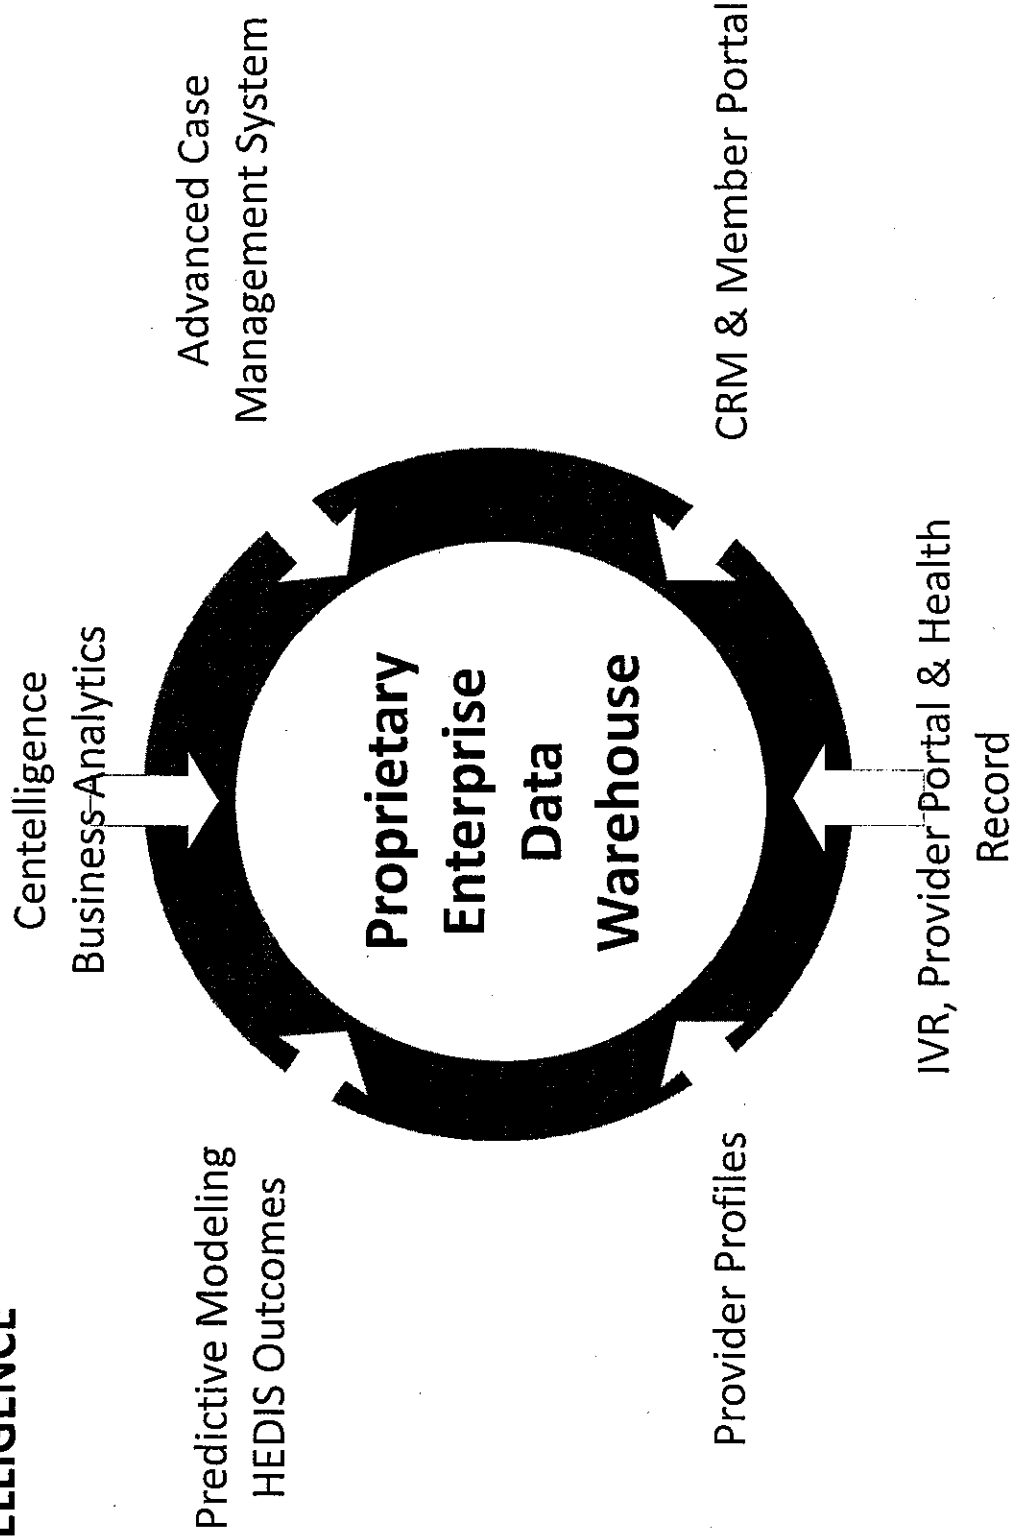 ELLIGENCE
Centelligence
Business Analytics
Predictive Modeling
HEDIS Outcomes
Advanced Case
Management System
Proprietary
Enterprise
Data
Warehouse
Provider Profiles
CRM & Member Portal
IVR, Provider Portal & Health
Record